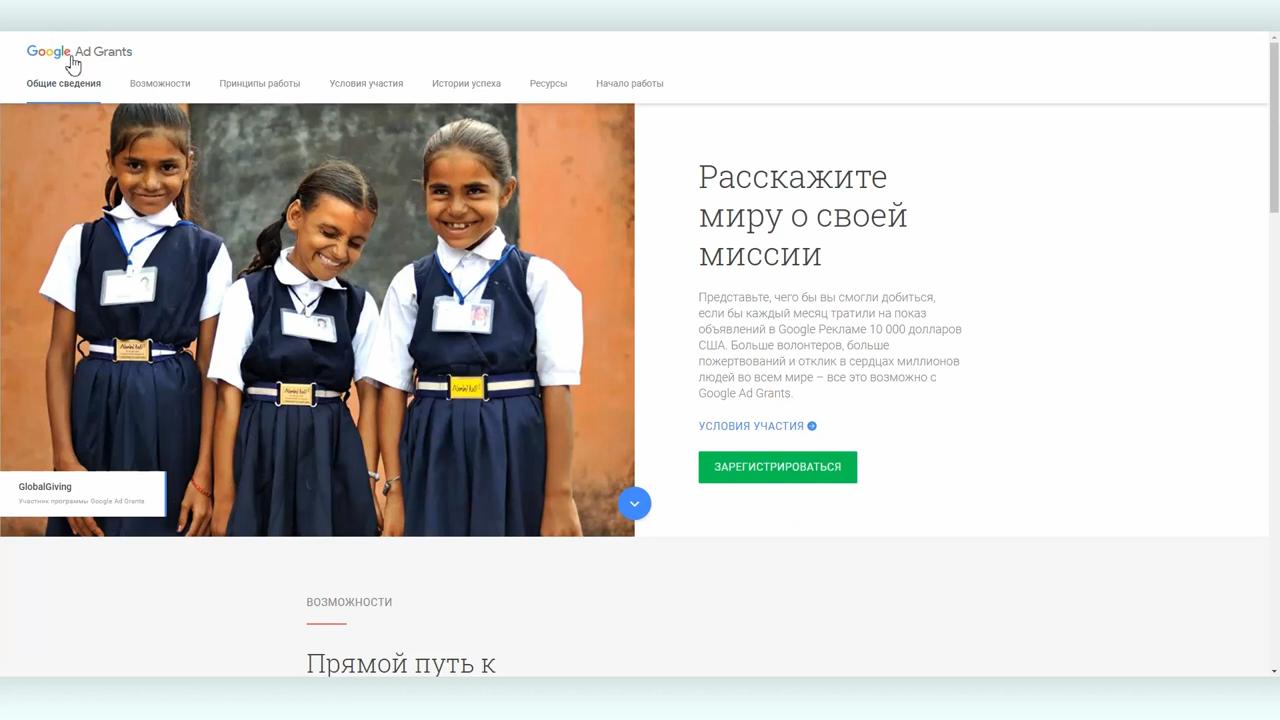 Google Ad Grants
Общие сведения
Возможности
Принципы работы
Условия участия
Истории успеха
Ресурсы
Начало работы
Расскажите
миру о своей
миссии
Представьте, чего бы вы смогли добиться,
если бы каждый месяц тратили на показ
объявлений в Google Рекламе 10 000 долларов
США. Больше волонтеров, больше
пожертвований и отклик в сердцах миллионов
людей во всем мире – все это возможно с
Google Ad Grants.
УСЛОВИЯ УЧАСТИЯ
ЗАРЕГИСТРИРОВАТЬСЯ
GlobalGiving
Участник программы Google Ad Grants
ВОЗМОЖНОСТИ
Прямой путь к